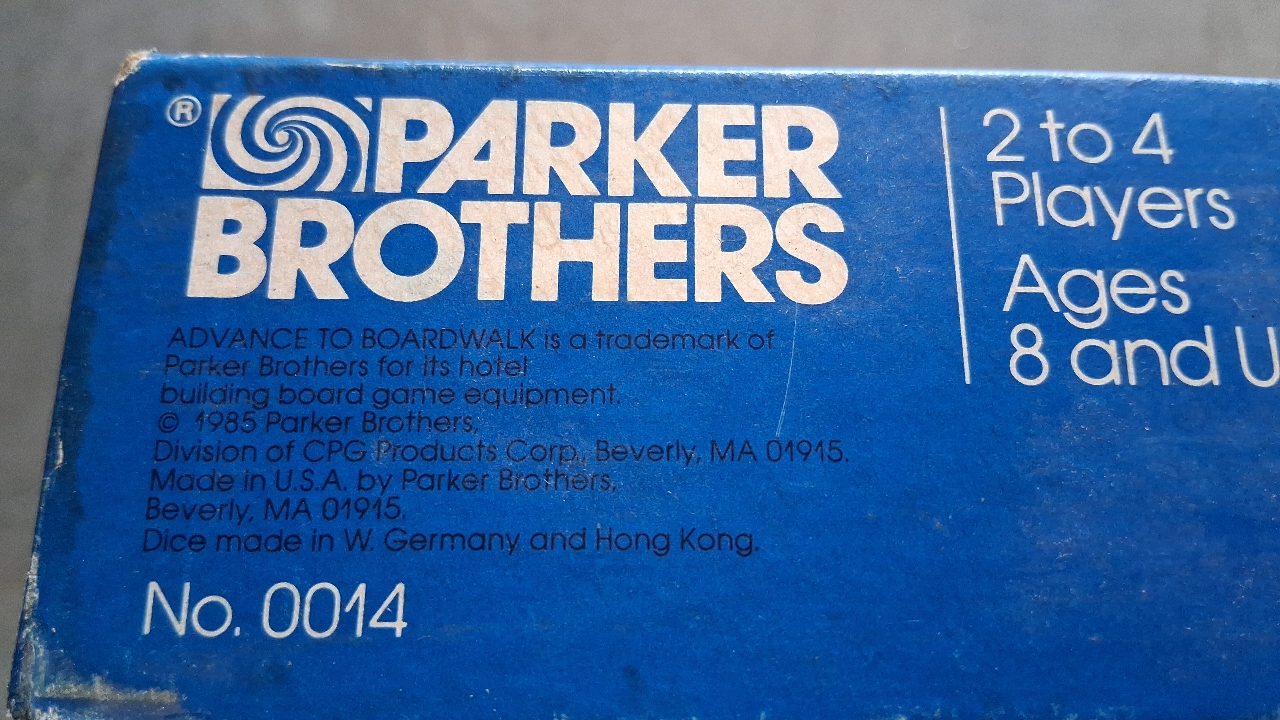 ® PARKER
BROTHERS
ADVANCE TO BOARDWALK is a trademark of
Parker Brothers for its hotel
building board game equipment.
© 1985 Parker Brothers,
Division of CPG Products Corp., Beverly, MA 01915.
Made in U.S.A. by Parker Brothers,
Beverly, MA 01915.
Dice made in W. Germany and Hong Kong.
No. 0014
2 to 4
Players
Ages
8 and U